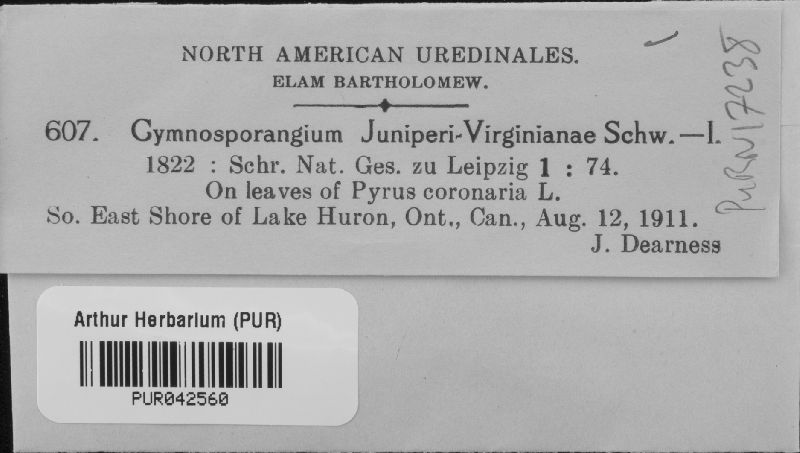 NORTH AMERICAN UREDINALES.
ELAM BARTHOLOMEW.
607. Gymnosporangium Juniperi-Virginianae Schw.—I.
1822 : Schr. Nat. Ges. zu Leipzig 1 : 74.
On leaves of Pyrus coronaria L.
So. East Shore of Lake Huron, Ont., Can., Aug. 12, 1911.
J. Dearness
PURN17238
Arthur Herbarium (PUR)
PUR042560